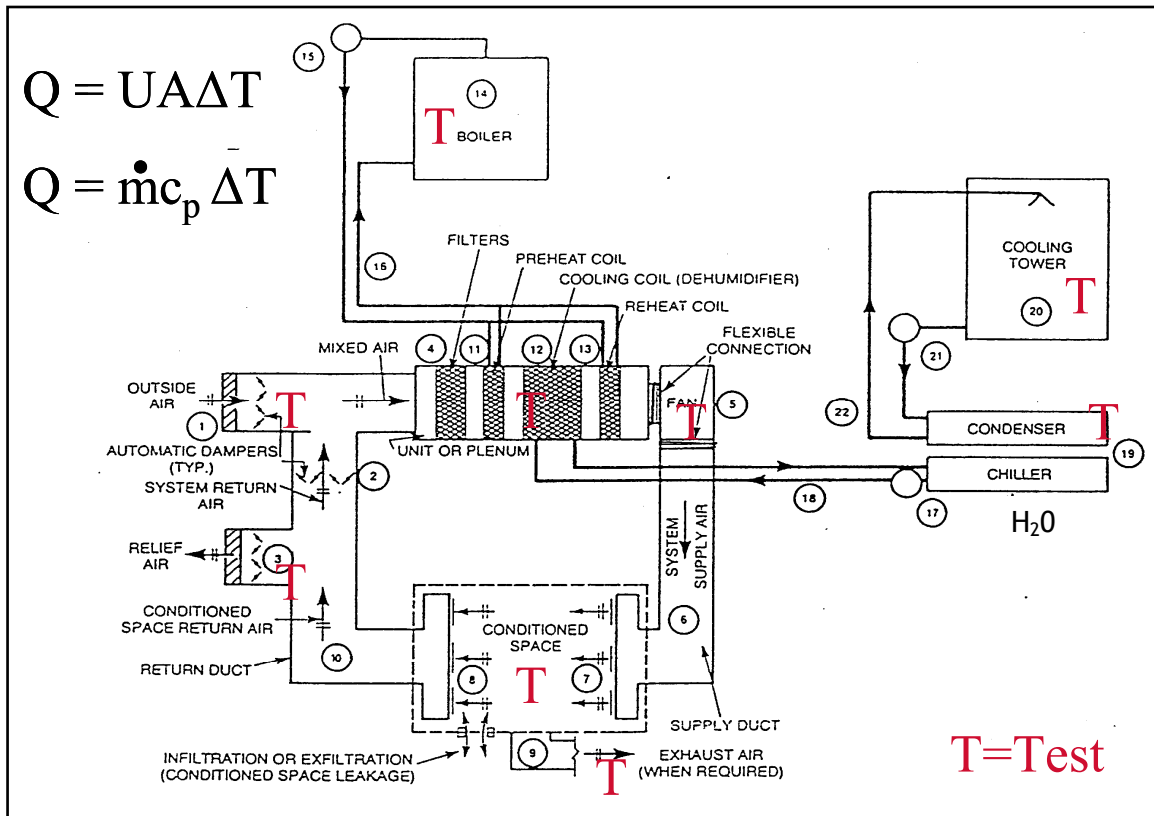 Q = UAΔT
Q = ṁcp ΔT
15
14
T
BOILER
16
FILTERS
PREHEAT COIL
COOLING COIL (DEHUMIDIFIER)
REHEAT COIL
FLEXIBLE
CONNECTION
COOLING
TOWER
T
20
21
22
4
11
12
13
MIXED AIR
OUTSIDE
AIR
1
T
T
FAN
T
5
UNIT OR PLENUM
AUTOMATIC DAMPERS
(TYP.)
2
SYSTEM RETURN
AIR
CONDENSER
T
19
CHILLER
18
17
H20
RELIEF
AIR
3
T
SYSTEM
SUPPLY AIR
6
CONDITIONED
SPACE RETURN AIR
10
RETURN DUCT
CONDITIONED
SPACE
8
T
7
SUPPLY DUCT
INFILTRATION OR EXFILTRATION
(CONDITIONED SPACE LEAKAGE)
9
T
EXHAUST AIR
(WHEN REQUIRED)
T=Test